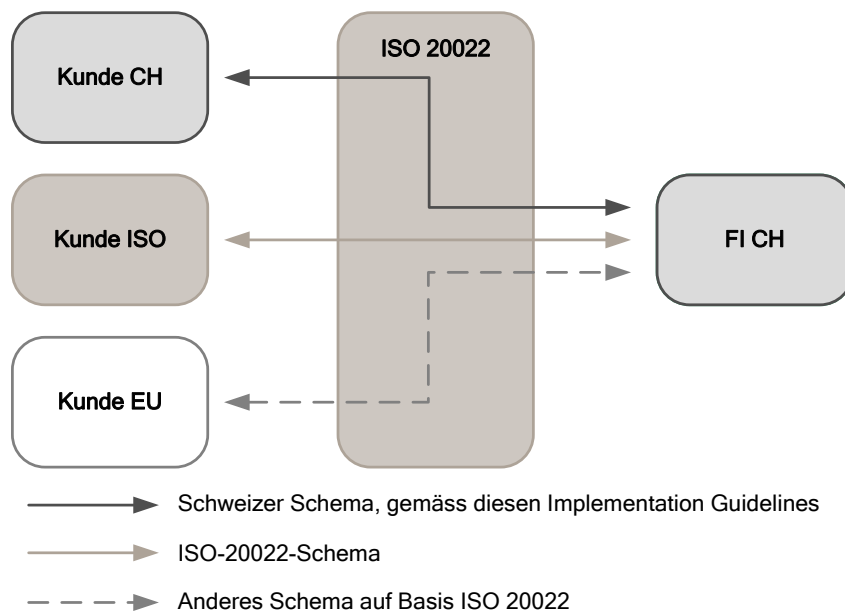 ISO 20022
Kunde CH
Kunde ISO
FI CH
Kunde EU
Schweizer Schema, gemäss diesen Implementation Guidelines
ISO-20022-Schema
Anderes Schema auf Basis ISO 20022